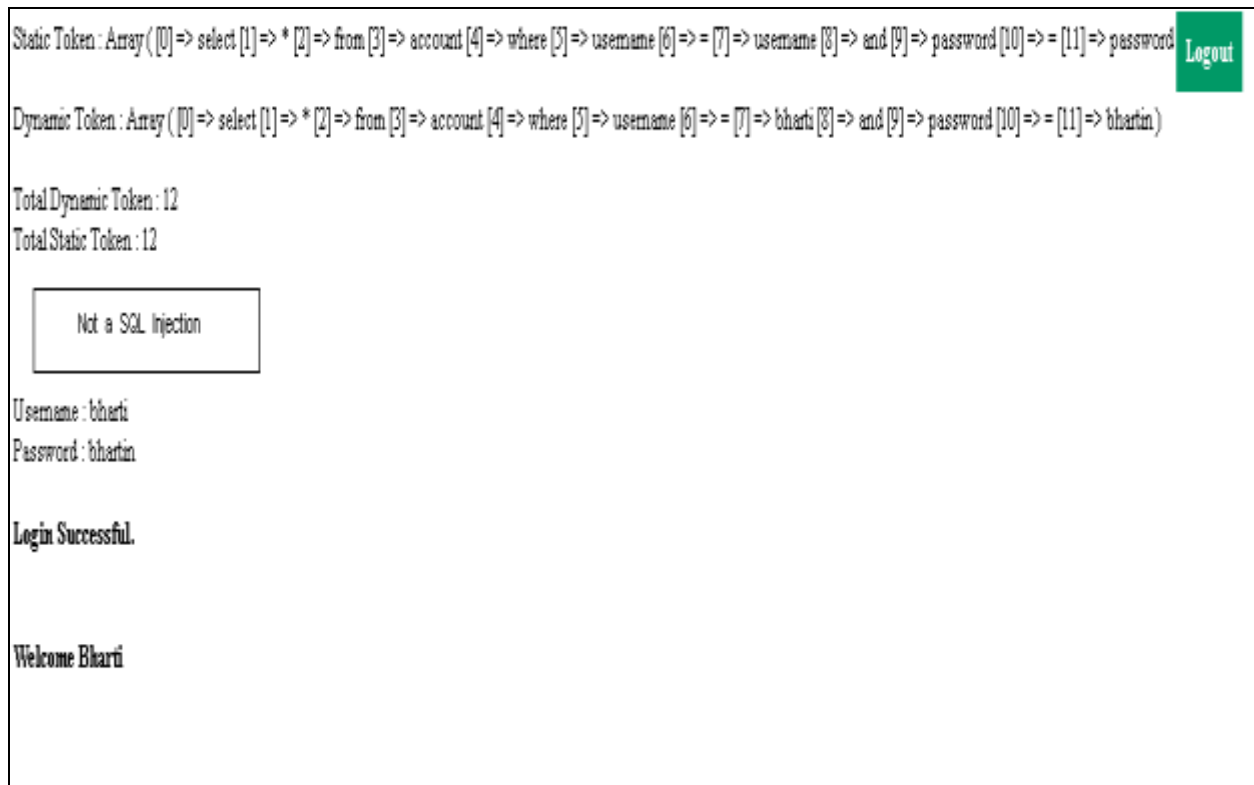 Static Token : Array ( [0] => select [1] => * [2] => from [3] => account [4] => where [5] => username [6] => = [7] => username [8] => and [9] => password [10] => = [11] => password
Logout
Dynamic Token : Array ( [0] => select [1] => * [2] => from [3] => account [4] => where [5] => username [6] => = [7] => bharti [8] => and [9] => password [10] => = [11] => bhartin )
Total Dynamic Token : 12
Total Static Token : 12
Not a SQL Injection
Username : bharti
Password : bhartin
Login Successful.
Welcome Bharti